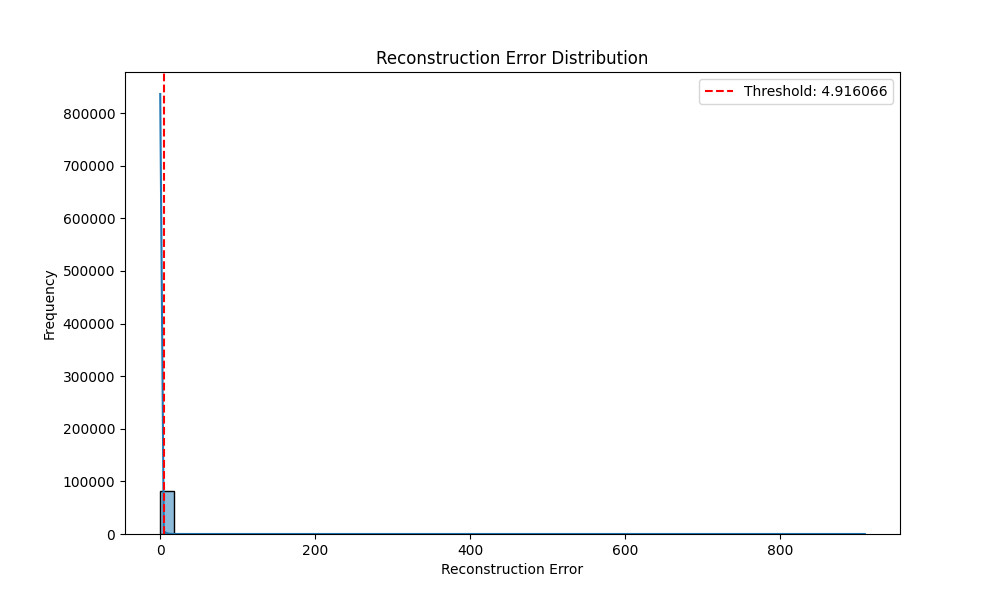 Reconstruction Error Distribution
Threshold: 4.916066
800000
700000
600000
500000
400000
300000
200000
100000
0
Frequency
0 200 400 600 800
Reconstruction Error